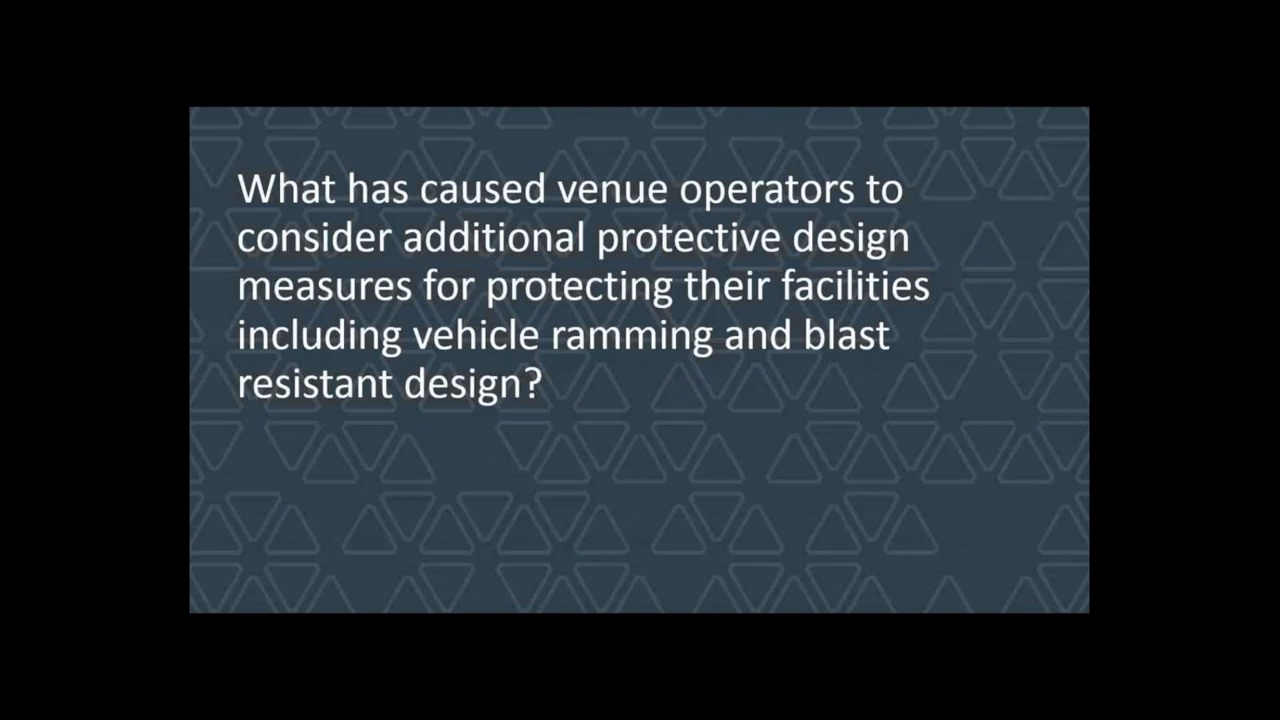 What has caused venue operators to
consider additional protective design
measures for protecting their facilities
including vehicle ramming and blast
resistant design?